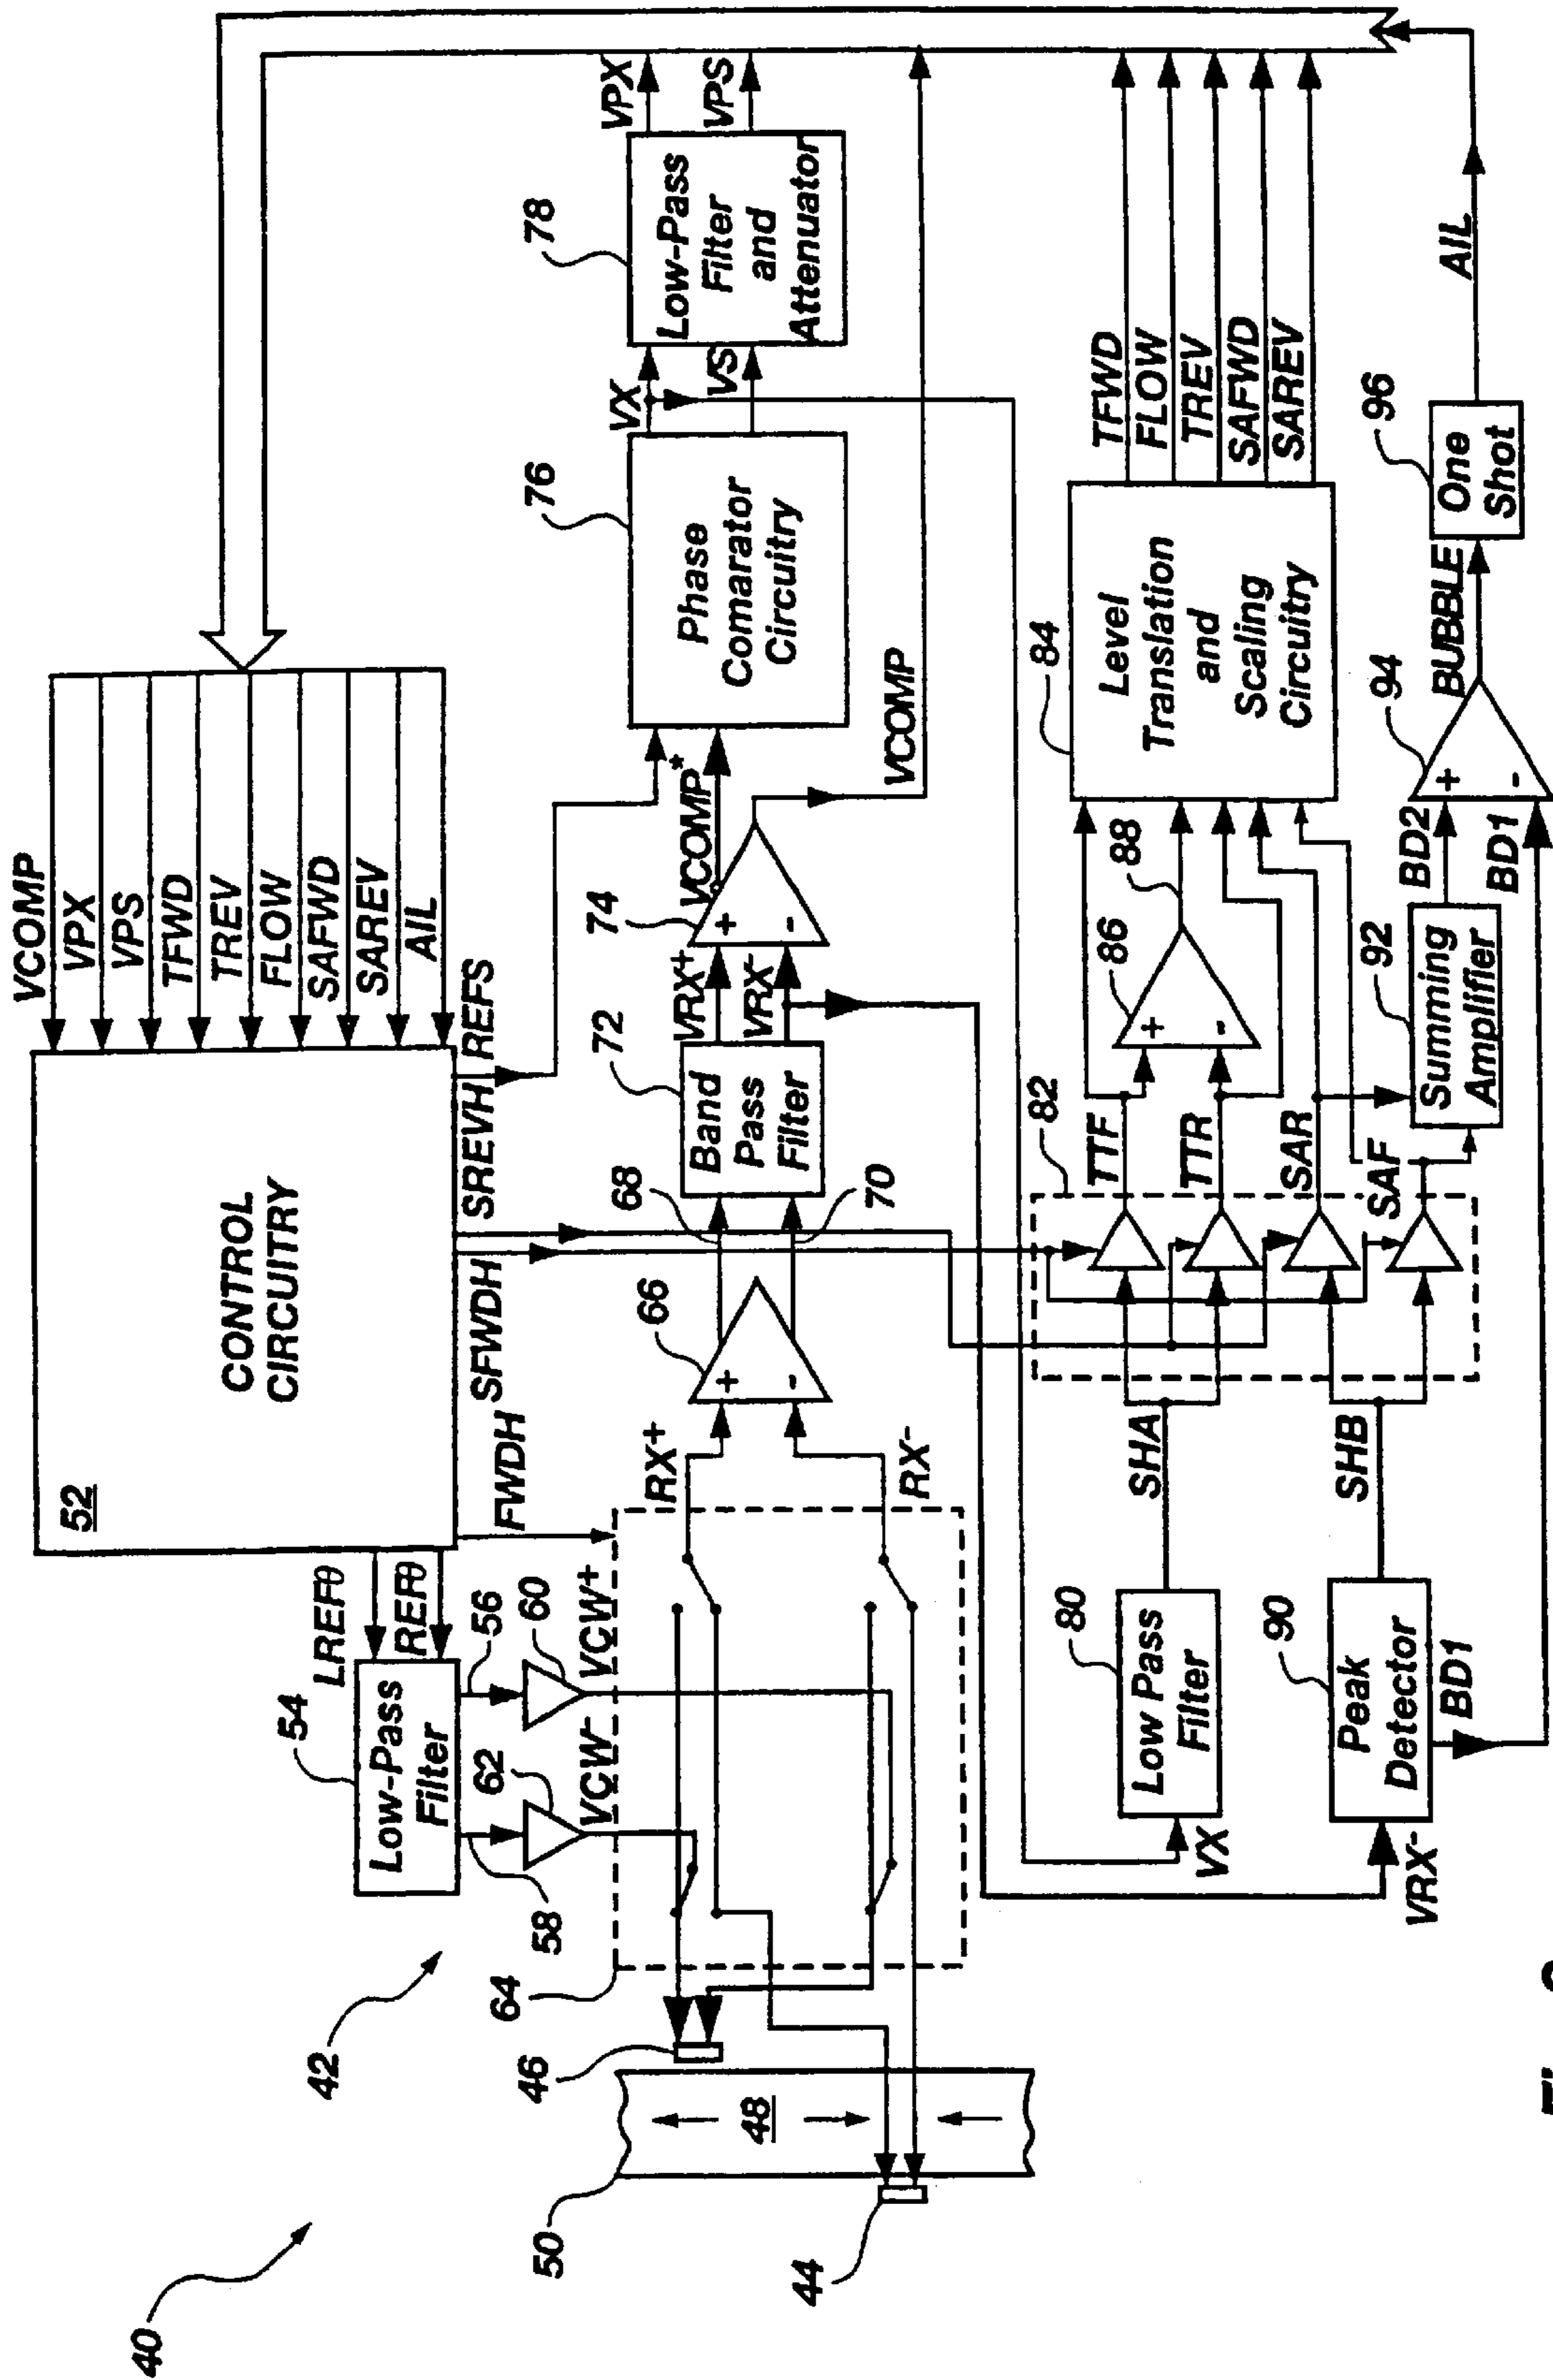 40
42
52
CONTROL
CIRCUITRY
VCOMP
VPX
VPS
TFWD
TREV
FLOW
SAFWD
SAREV
AIL
LREFθ
REFθ
FWDH
SFWDH
SREVH
REFS
54
Low-Pass
Filter
56
58
60
62
VCW+
VCW-
64
46
48
50
44
RX+
RX-
66
+
-
68
70
72
Band
Pass
Filter
VRX+
VRX-
74
+
-
VCOMP*
VCOMP
76
Phase
Comarator
Circuitry
VX
VS
78
Low-Pass
Filter
and
Attenuator
VPX
VPS
80
Low Pass
Filter
VX
SHA
82
TTF
TTR
SAR
SAF
86
+
-
88
84
Level
Translation
and
Scaling
Circuitry
TFWD
FLOW
TREV
SAFWD
SAREV
90
Peak
Detector
VRX-
BD1
SHB
92
Summing
Amplifier
BD2
BD1
94
+
-
BUBBLE
96
One
Shot
AIL